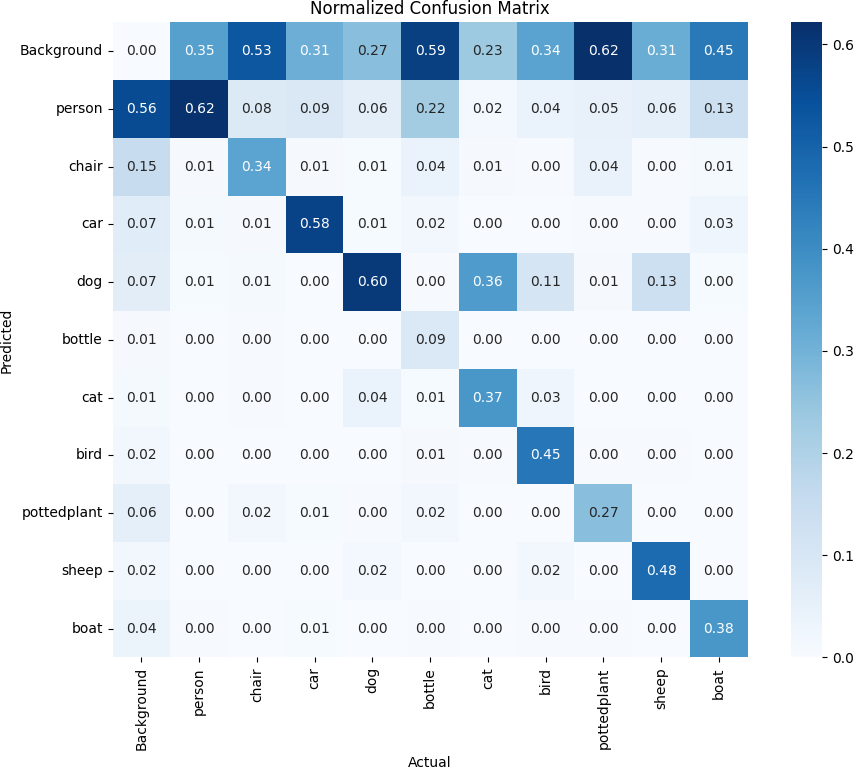 Normalized Confusion Matrix
Background 0.00 0.35 0.53 0.31 0.27 0.59 0.23 0.34 0.62 0.31 0.45
person 0.56 0.62 0.08 0.09 0.06 0.22 0.02 0.04 0.05 0.06 0.13
chair 0.15 0.01 0.34 0.01 0.01 0.04 0.01 0.00 0.04 0.00 0.01
car 0.07 0.01 0.01 0.58 0.01 0.02 0.00 0.00 0.00 0.00 0.03
dog 0.07 0.01 0.01 0.00 0.60 0.00 0.36 0.11 0.01 0.13 0.00
bottle 0.01 0.00 0.00 0.00 0.00 0.09 0.00 0.00 0.00 0.00 0.00
cat 0.01 0.00 0.00 0.00 0.04 0.01 0.37 0.03 0.00 0.00 0.00
bird 0.02 0.00 0.00 0.00 0.00 0.01 0.00 0.45 0.00 0.00 0.00
pottedplant 0.06 0.00 0.02 0.01 0.00 0.02 0.00 0.00 0.27 0.00 0.00
sheep 0.02 0.00 0.00 0.00 0.02 0.00 0.00 0.02 0.00 0.48 0.00
boat 0.04 0.00 0.00 0.01 0.00 0.00 0.00 0.00 0.00 0.00 0.38
Background person chair car dog bottle cat bird pottedplant sheep boat
Actual
Predicted
0.6
0.5
0.4
0.3
0.2
0.1
0.0